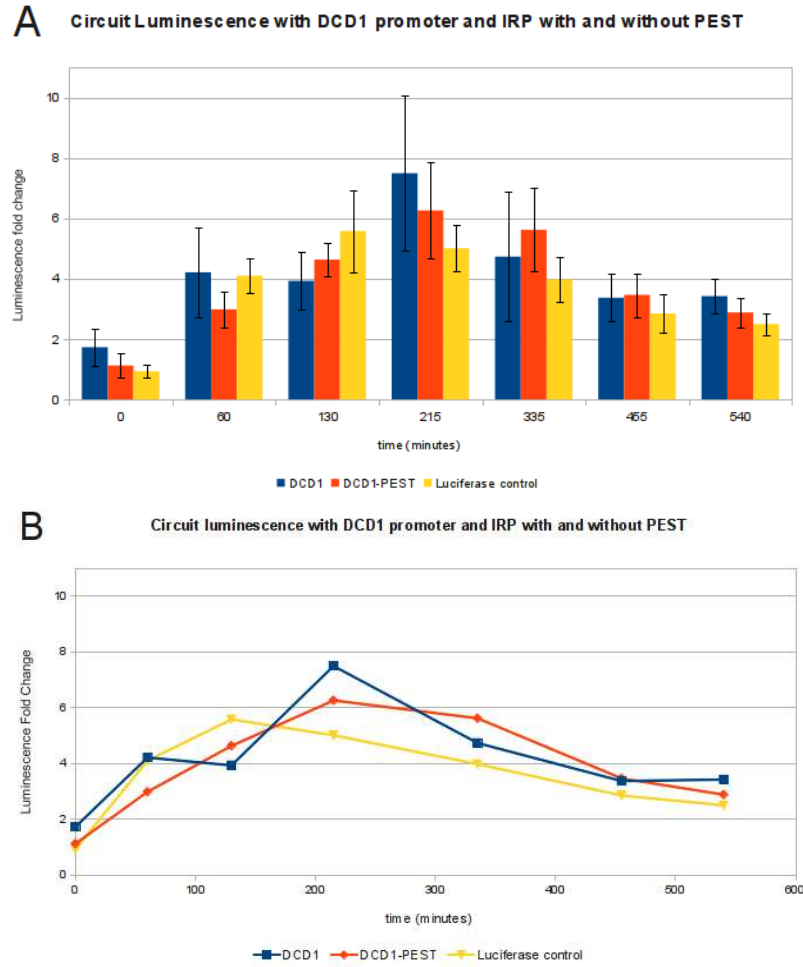 A
Circuit Luminescence with DCD1 promoter and IRP with and without PEST
Luminescence fold change
10
8
6
4
2
0
0 60 130 215 335 455 540
time (minutes)
DCD1 DCD1-PEST Luciferase control
B
Circuit luminescence with DCD1 promoter and IRP with and without PEST
Luminescence Fold Change
10
8
6
4
2
0
0 100 200 300 400 500 600
time (minutes)
DCD1 DCD1-PEST Luciferase control